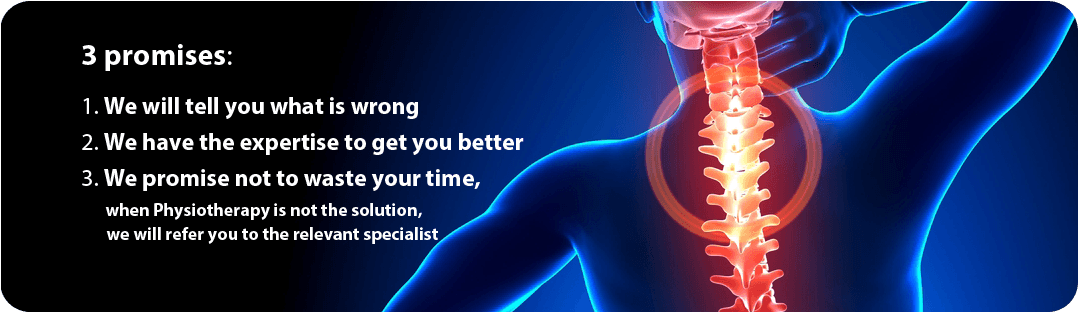 3 promises:
1. We will tell you what is wrong
2. We have the expertise to get you better
3. We promise not to waste your time,
when Physiotherapy is not the solution,
we will refer you to the relevant specialist